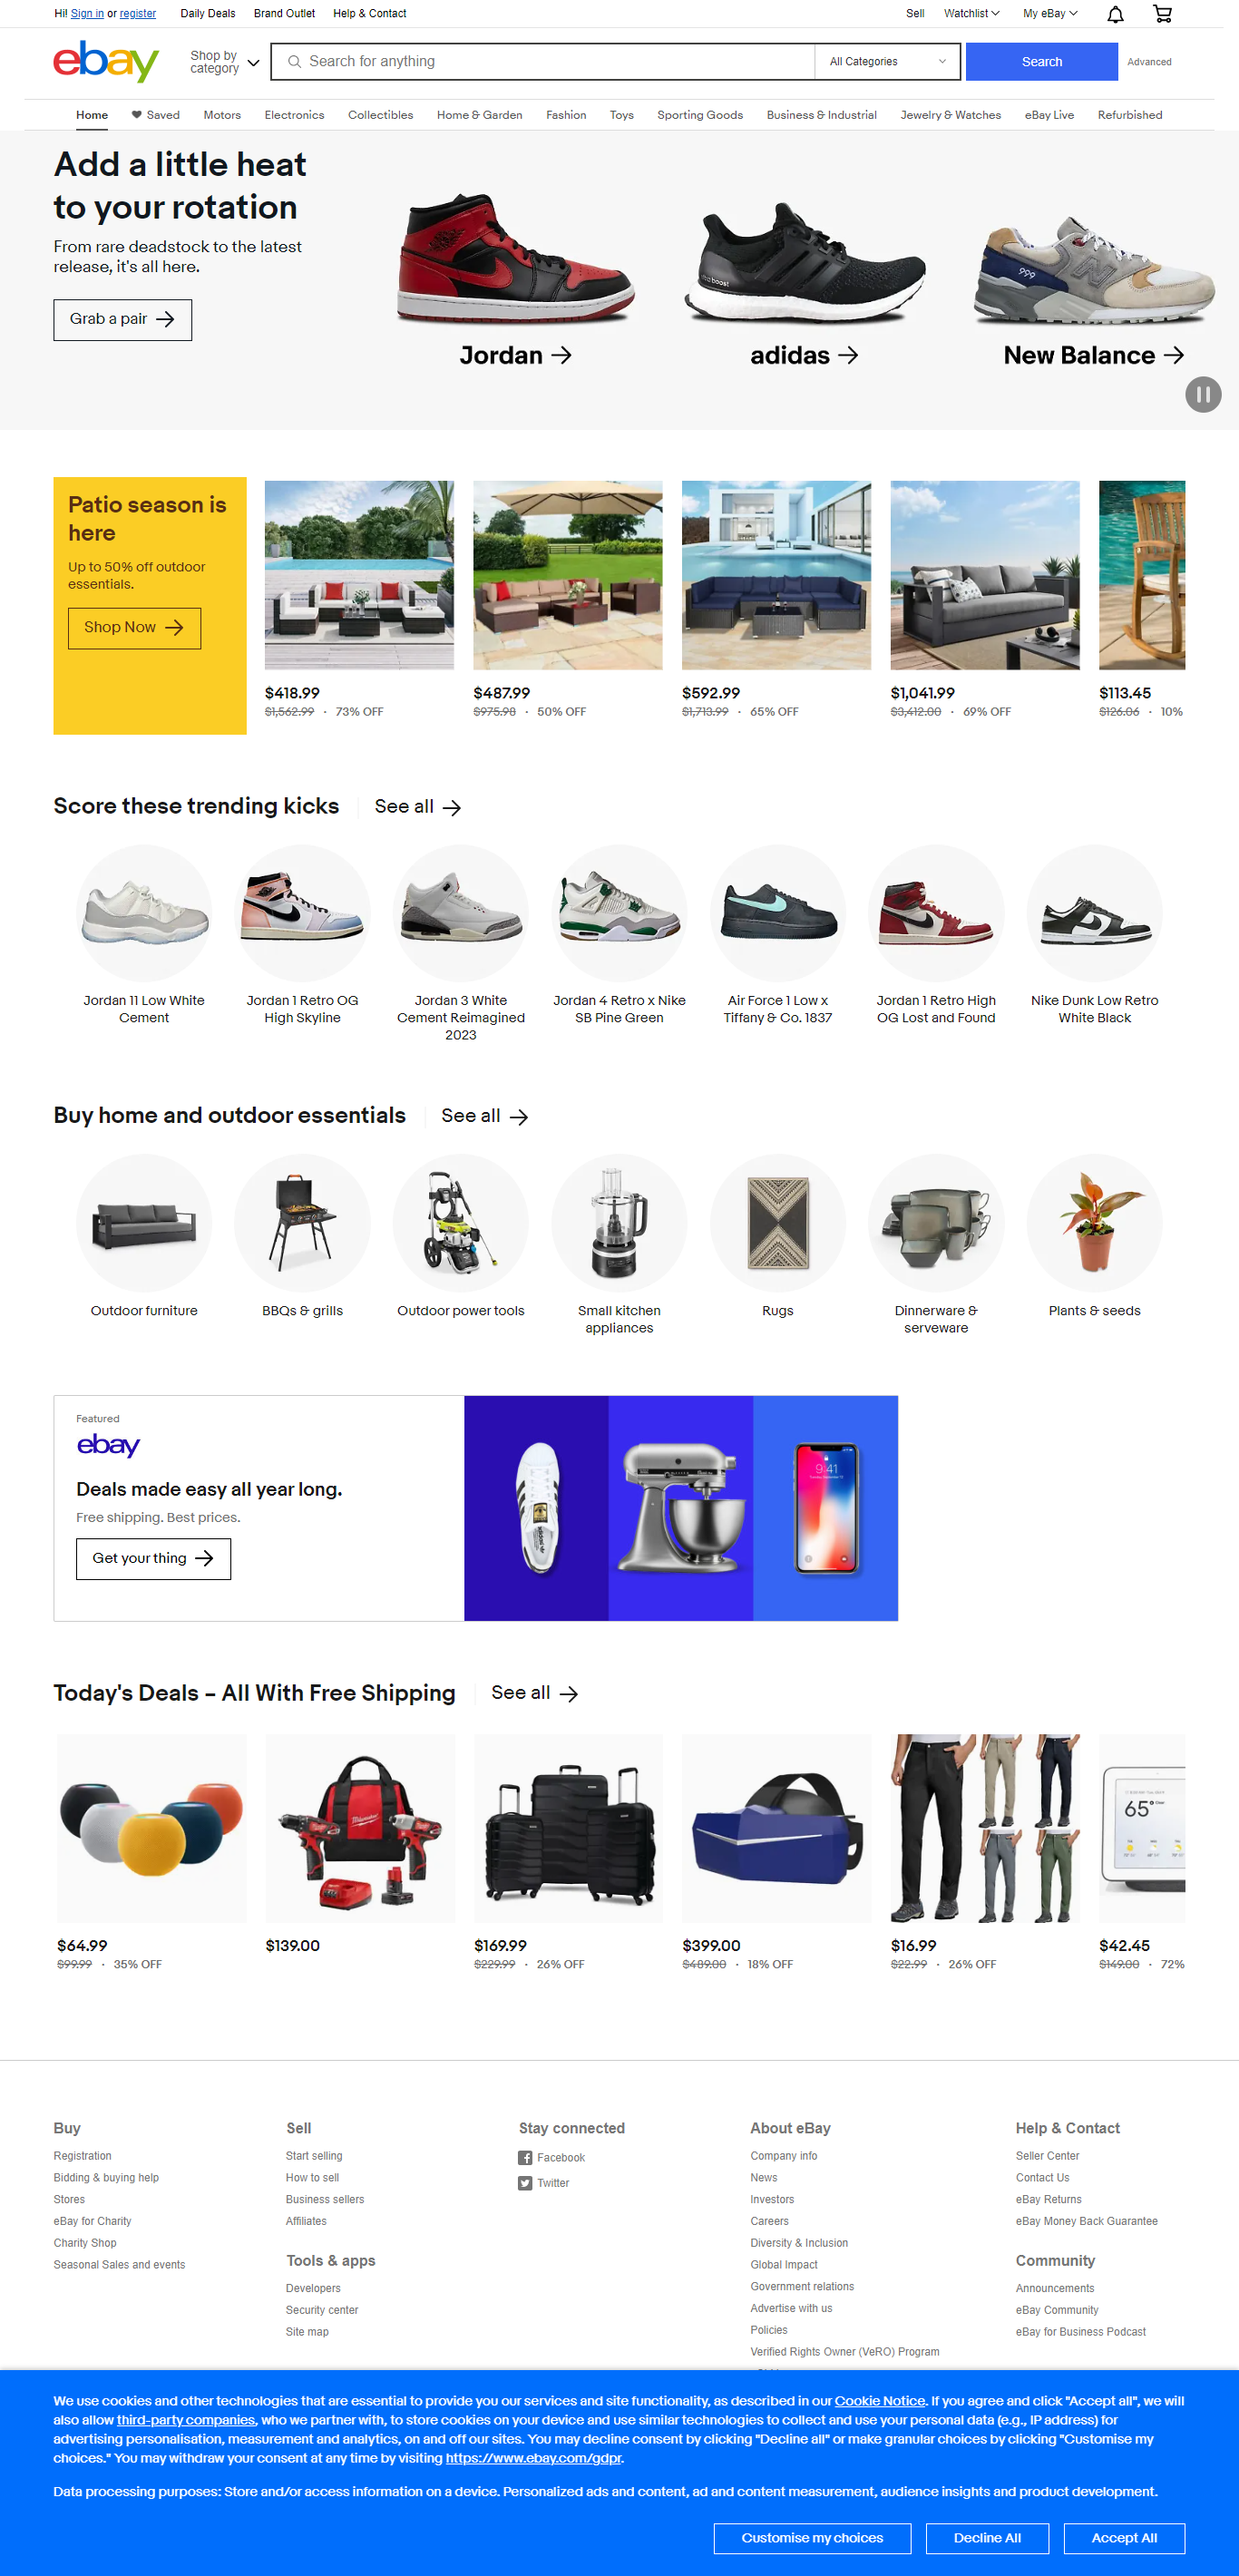 Hi! Sign in or register Daily Deals Brand Outlet Help & Contact Sell Watchlist My eBay
ebay Shop by category Search for anything All Categories Search Advanced
Home Saved Motors Electronics Collectibles Home & Garden Fashion Toys Sporting Goods Business & Industrial Jewelry & Watches eBay Live Refurbished
Add a little heat
to your rotation
From rare deadstock to the latest
release, it's all here.
Grab a pair
Jordan adidas New Balance
Patio season is
here
Up to 50% off outdoor
essentials.
Shop Now
$418.99 $487.99 $592.99 $1,041.99 $113.45
$1,562.99 · 73% OFF $975.98 · 50% OFF $1,713.99 · 65% OFF $3,412.00 · 69% OFF $126.06 · 10%
Score these trending kicks See all
Jordan 11 Low White
Cement
Jordan 1 Retro OG
High Skyline
Jordan 3 White
Cement Reimagined
2023
Jordan 4 Retro x Nike
SB Pine Green
Air Force 1 Low x
Tiffany & Co. 1837
Jordan 1 Retro High
OG Lost and Found
Nike Dunk Low Retro
White Black
Buy home and outdoor essentials See all
Outdoor furniture
BBQs & grills
Outdoor power tools
Small kitchen
appliances
Rugs
Dinnerware &
serveware
Plants & seeds
Featured
ebay
Deals made easy all year long.
Free shipping. Best prices.
Get your thing
9:41
Today's Deals – All With Free Shipping See all
Milwaukee
65°
$64.99 $139.00 $169.99 $399.00 $16.99 $42.45
$99.99 · 35% OFF $229.99 · 26% OFF $489.00 · 18% OFF $22.99 · 26% OFF $149.00 · 72%
Buy
Registration
Bidding & buying help
Stores
eBay for Charity
Charity Shop
Seasonal Sales and events
Sell
Start selling
How to sell
Business sellers
Affiliates
Tools & apps
Developers
Security center
Site map
Stay connected
Facebook
Twitter
About eBay
Company info
News
Investors
Careers
Diversity & Inclusion
Global Impact
Government relations
Advertise with us
Policies
Verified Rights Owner (VeRO) Program
Help & Contact
Seller Center
Contact Us
eBay Returns
eBay Money Back Guarantee
Community
Announcements
eBay Community
eBay for Business Podcast
We use cookies and other technologies that are essential to provide you our services and site functionality, as described in our Cookie Notice. If you agree and click "Accept all", we will
also allow third-party companies, who we partner with, to store cookies on your device and use similar technologies to collect and use your personal data (e.g., IP address) for
advertising personalisation, measurement and analytics, on and off our sites. You may decline consent by clicking "Decline all" or make granular choices by clicking "Customise my
choices." You may withdraw your consent at any time by visiting https://www.ebay.com/gdpr.
Data processing purposes: Store and/or access information on a device. Personalized ads and content, ad and content measurement, audience insights and product development.
Customise my choices Decline All Accept All